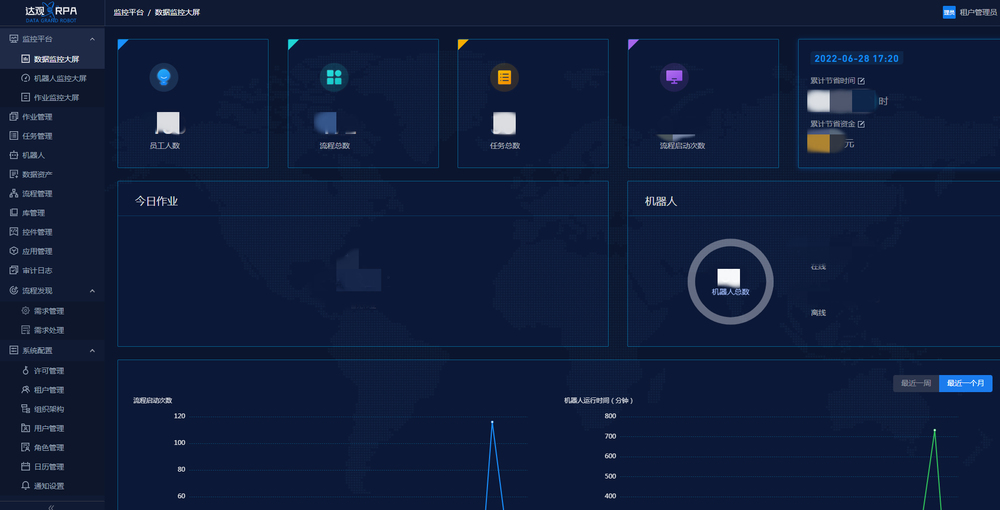 达观 RPA
DATA GRAND ROBOT
监控平台 / 数据监控大屏
理员 租户管理员
监控平台
数据监控大屏
机器人监控大屏
作业监控大屏
作业管理
任务管理
机器人
数据资产
流程管理
库管理
控件管理
应用管理
审计日志
流程发现
需求管理
需求处理
系统配置
许可管理
租户管理
组织架构
用户管理
角色管理
日历管理
通知设置
员工人数
流程总数
任务总数
流程启动次数
2022-06-28 17:20
累计节省时间
时
累计节省资金
元
今日作业
机器人
机器人总数
在线
离线
最近一周
最近一个月
流程启动次数
120
100
80
60
机器人运行时间（分钟）
800
700
600
500
400